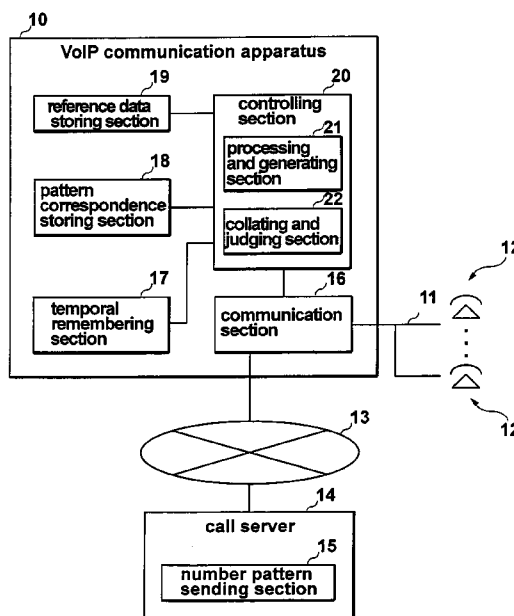 10
VoIP communication apparatus
19
reference data
storing section
20
controlling
section
21
processing
and generating
section
18
pattern
correspondence
storing section
22
collating and
judging section
17
temporal
remembering
section
16
communication
section
11
12
12
13
14
call server
15
number pattern
sending section